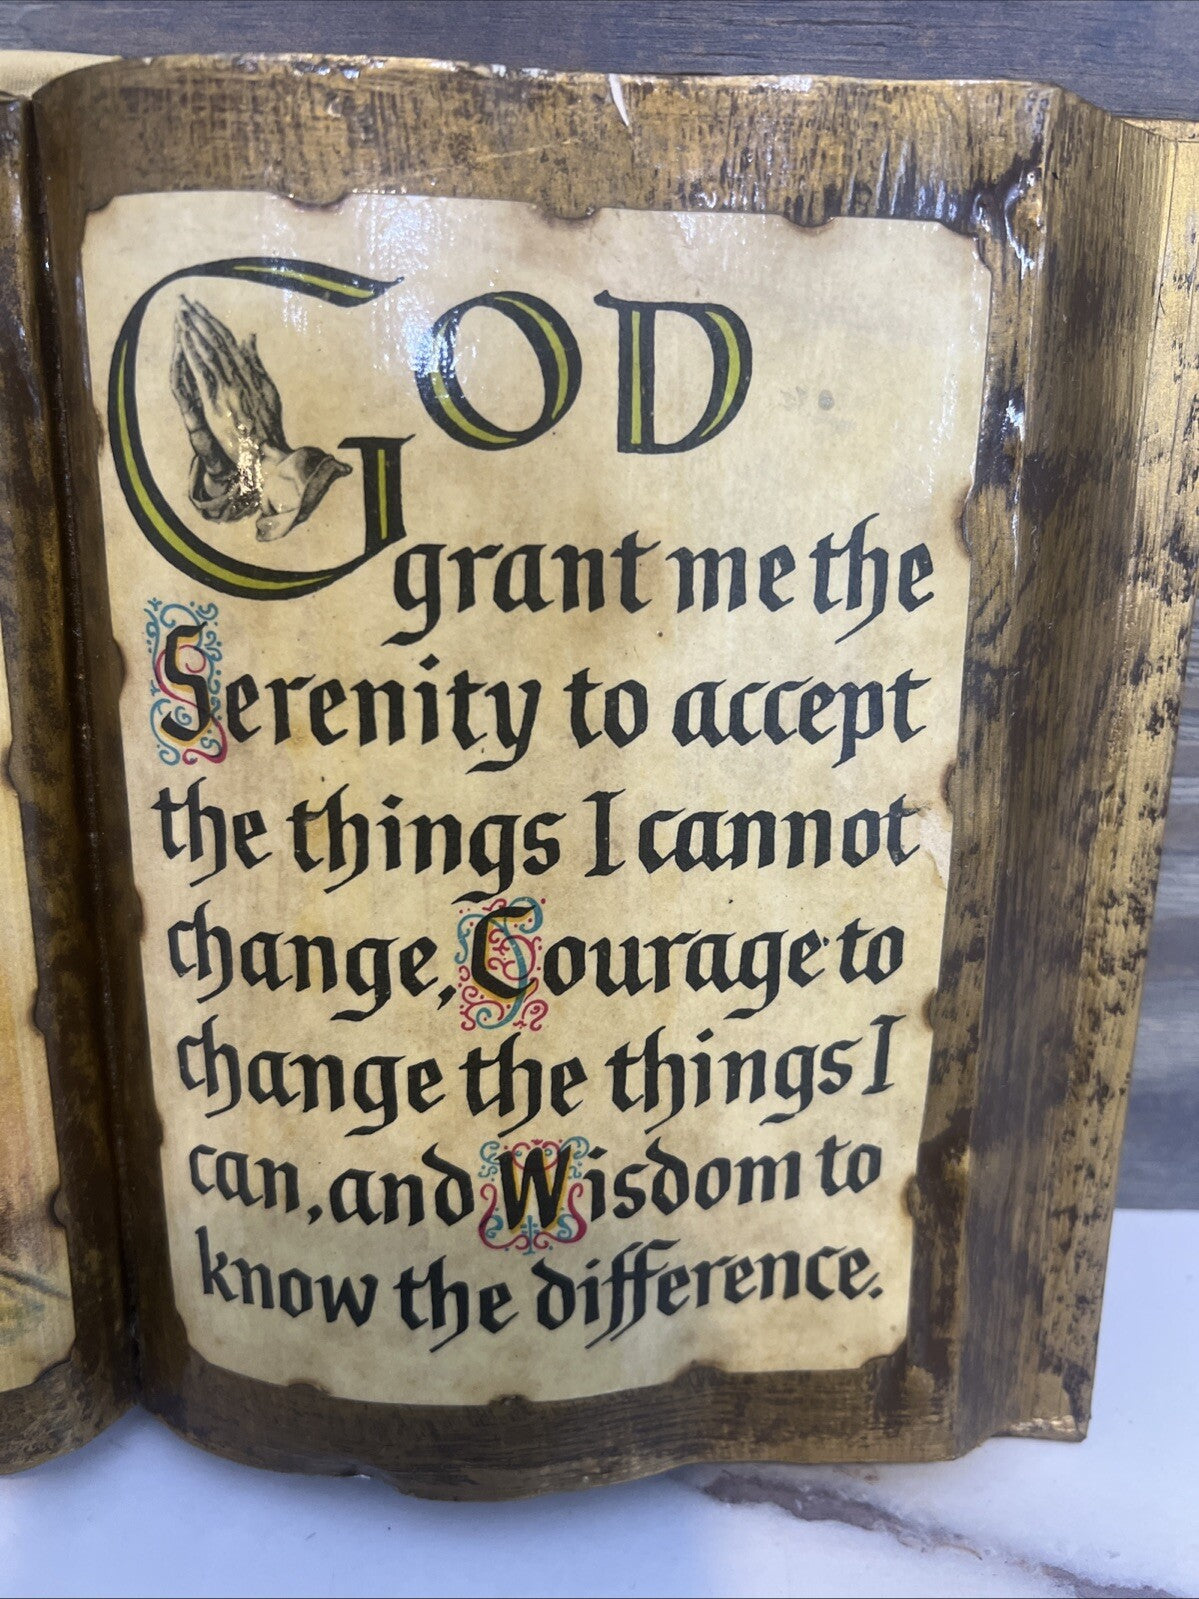 GOD
grant me the
Serenity to accept
the things I cannot
change, Courage to
change the things I
can, and Wisdom to
know the difference.